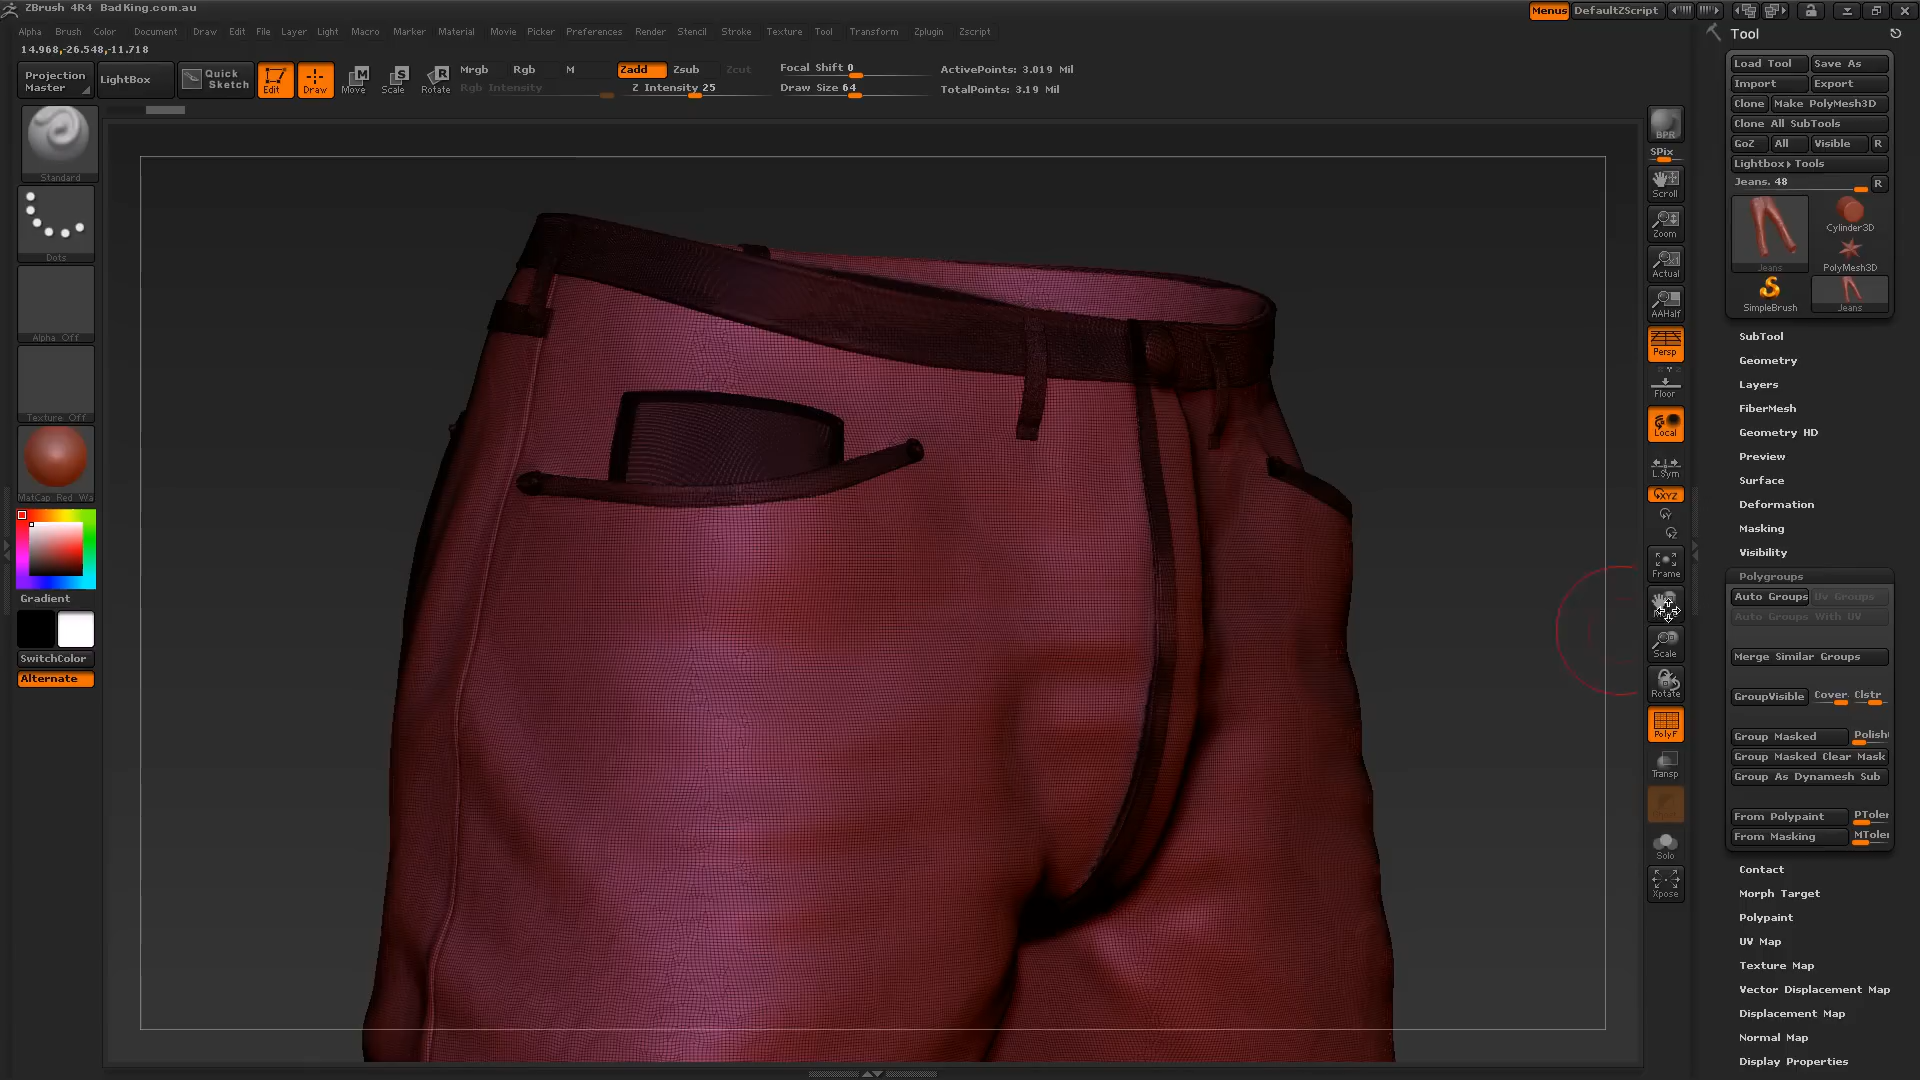 ZBrush 4R4 BadKing.com.au
Menus DefaultZScript
Alpha Brush Color Document Draw Edit File Layer Light Macro Marker Material Movie Picker Preferences Render Stencil Stroke Texture Tool Transform Zplugin Zscript
14.968,-26.548,-11.718
Projection Master
LightBox
Quick Sketch
Edit Draw Move Scale Rotate
Mrgb Rgb M Zadd Zsub Zcut
Rgb Intensity Z Intensity 25
Focal Shift 0
Draw Size 64
ActivePoints: 3.019 Mil
TotalPoints: 3.19 Mil
Standard
Dots
Alpha Off
Texture Off
MatCap Red Wa
Gradient
SwitchColor
Alternate
BPR
SPix
Scroll
Zoom
Actual
AAHalf
Persp
Floor
Local
L.Sym
XYZ
Y
Z
Frame
Scale
Rotate
PolyF
Transp
Solo
Xpose
Tool
Load Tool Save As
Import Export
Clone Make PolyMesh3D
Clone All SubTools
GoZ All Visible R
Lightbox Tools
Jeans. 48 R
Jeans
Cylinder3D
PolyMesh3D
SimpleBrush
Jeans
SubTool
Geometry
Layers
FiberMesh
Geometry HD
Preview
Surface
Deformation
Masking
Visibility
Polygroups
Auto Groups Uv Groups
Auto Groups With UV
Merge Similar Groups
GroupVisible Cover. Clstr
Group Masked Polish
Group Masked Clear Mask
Group As Dynamesh Sub
From Polypaint PToler
From Masking MToler
Contact
Morph Target
Polypaint
UV Map
Texture Map
Vector Displacement Map
Displacement Map
Normal Map
Display Properties